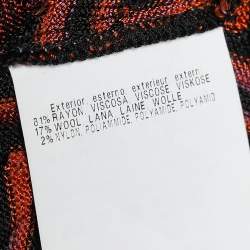 Exterior esterno exterieur extern
81% RAYON, VISCOSA VISCOSE, VISKOSE
17% WOOL, LANA, LAINE WOLLE
2% NYLON, POLIAMMIDE, POLYAMIDE, POLYAMID